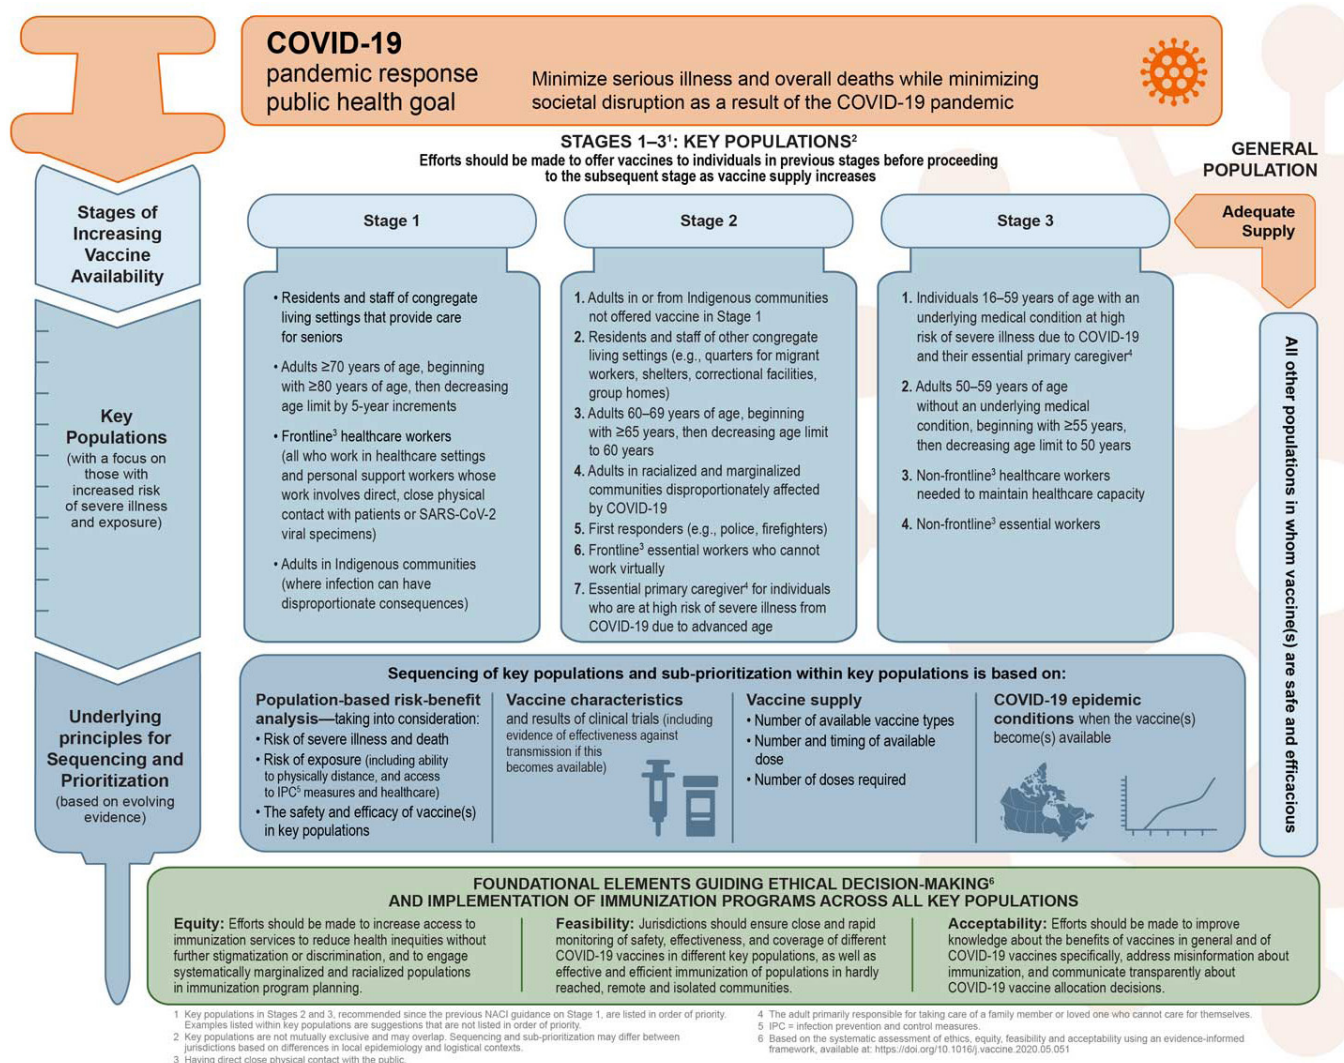 COVID-19
pandemic response
public health goal
Minimize serious illness and overall deaths while minimizing
societal disruption as a result of the COVID-19 pandemic
STAGES 1–3¹: KEY POPULATIONS²
Efforts should be made to offer vaccines to individuals in previous stages before proceeding
to the subsequent stage as vaccine supply increases
GENERAL
POPULATION
Adequate
Supply
Stages of
Increasing
Vaccine
Availability
Key
Populations
(with a focus on
those with
increased risk
of severe illness
and exposure)
Stage 1
• Residents and staff of congregate
living settings that provide care
for seniors
• Adults ≥70 years of age, beginning
with ≥80 years of age, then decreasing
age limit by 5-year increments
• Frontline³ healthcare workers
(all who work in healthcare settings
and personal support workers whose
work involves direct, close physical
contact with patients or SARS-CoV-2
viral specimens)
• Adults in Indigenous communities
(where infection can have
disproportionate consequences)
Stage 2
1. Adults in or from Indigenous communities
not offered vaccine in Stage 1
2. Residents and staff of other congregate
living settings (e.g., quarters for migrant
workers, shelters, correctional facilities,
group homes)
3. Adults 60–69 years of age, beginning
with ≥65 years, then decreasing age limit
to 60 years
4. Adults in racialized and marginalized
communities disproportionately affected
by COVID-19
5. First responders (e.g., police, firefighters)
6. Frontline³ essential workers who cannot
work virtually
7. Essential primary caregiver⁴ for individuals
who are at high risk of severe illness from
COVID-19 due to advanced age
Stage 3
1. Individuals 16–59 years of age with an
underlying medical condition at high
risk of severe illness due to COVID-19
and their essential primary caregiver⁴
2. Adults 50–59 years of age
without an underlying medical
condition, beginning with ≥55 years,
then decreasing age limit to 50 years
3. Non-frontline³ healthcare workers
needed to maintain healthcare capacity
4. Non-frontline³ essential workers
All other populations in whom vaccine(s) are safe and efficacious
Underlying
principles for
Sequencing and
Prioritization
(based on evolving
evidence)
Sequencing of key populations and sub-prioritization within key populations is based on:
Population-based risk-benefit
analysis—taking into consideration:
• Risk of severe illness and death
• Risk of exposure (including ability
to physically distance, and access
to IPC⁵ measures and healthcare)
• The safety and efficacy of vaccine(s)
in key populations
Vaccine characteristics
and results of clinical trials (including
evidence of effectiveness against
transmission if this
becomes available)
Vaccine supply
• Number of available vaccine types
• Number and timing of available
dose
• Number of doses required
COVID-19 epidemic
conditions when the vaccine(s)
become(s) available
FOUNDATIONAL ELEMENTS GUIDING ETHICAL DECISION-MAKING⁶
AND IMPLEMENTATION OF IMMUNIZATION PROGRAMS ACROSS ALL KEY POPULATIONS
Equity: Efforts should be made to increase access to
immunization services to reduce health inequities without
further stigmatization or discrimination, and to engage
systematically marginalized and racialized populations
in immunization program planning.
Feasibility: Jurisdictions should ensure close and rapid
monitoring of safety, effectiveness, and coverage of different
COVID-19 vaccines in different key populations, as well as
effective and efficient immunization of populations in hardly
reached, remote and isolated communities.
Acceptability: Efforts should be made to improve
knowledge about the benefits of vaccines in general and of
COVID-19 vaccines specifically, address misinformation about
immunization, and communicate transparently about
COVID-19 vaccine allocation decisions.
1 Key populations in Stages 2 and 3, recommended since the previous NACI guidance on Stage 1, are listed in order of priority.
Examples listed within key populations are suggestions that are not listed in order of priority.
2 Key populations are not mutually exclusive and may overlap. Sequencing and sub-prioritization may differ between
jurisdictions based on differences in local epidemiology and logistical contexts.
3 Having direct close physical contact with the public.
4 The adult primarily responsible for taking care of a family member or loved one who cannot care for themselves.
5 IPC = infection prevention and control measures.
6 Based on the systematic assessment of ethics, equity, feasibility and acceptability using an evidence-informed
framework, available at: https://doi.org/10.1016/j.vaccine.2020.05.051